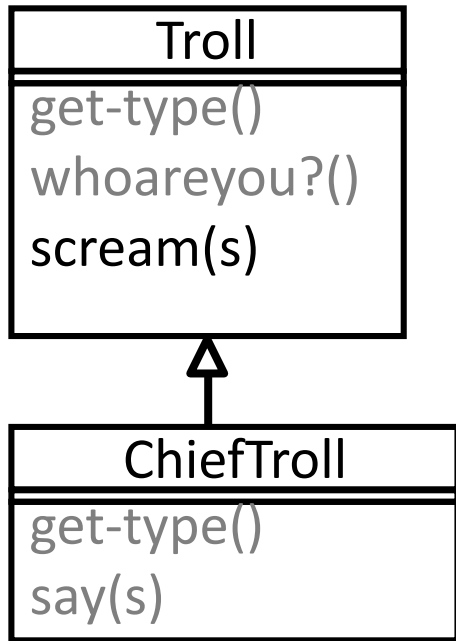 Troll
get-type()
whoareyou?()
scream(s)
ChiefTroll
get-type()
say(s)